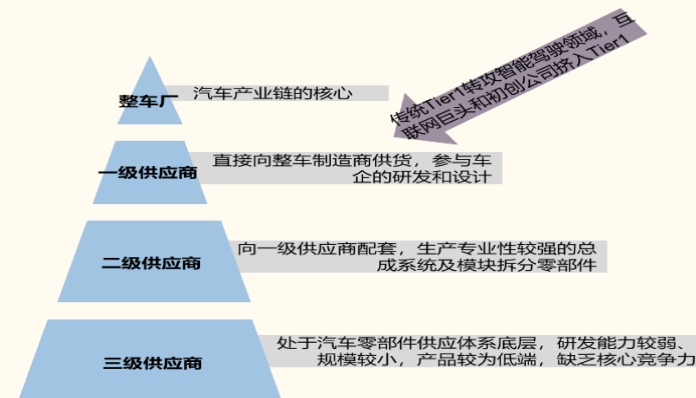 传统Tier1转攻智能驾驶领域，互
联网巨头和初创公司挤入Tier1
整车厂
汽车产业链的核心
一级供应商
直接向整车制造商供货，参与车
企的研发和设计
二级供应商
向一级供应商配套，生产专业性较强的总
成系统及模块拆分零部件
三级供应商
处于汽车零部件供应体系底层，研发能力较弱、
规模较小，产品较为低端，缺乏核心竞争力